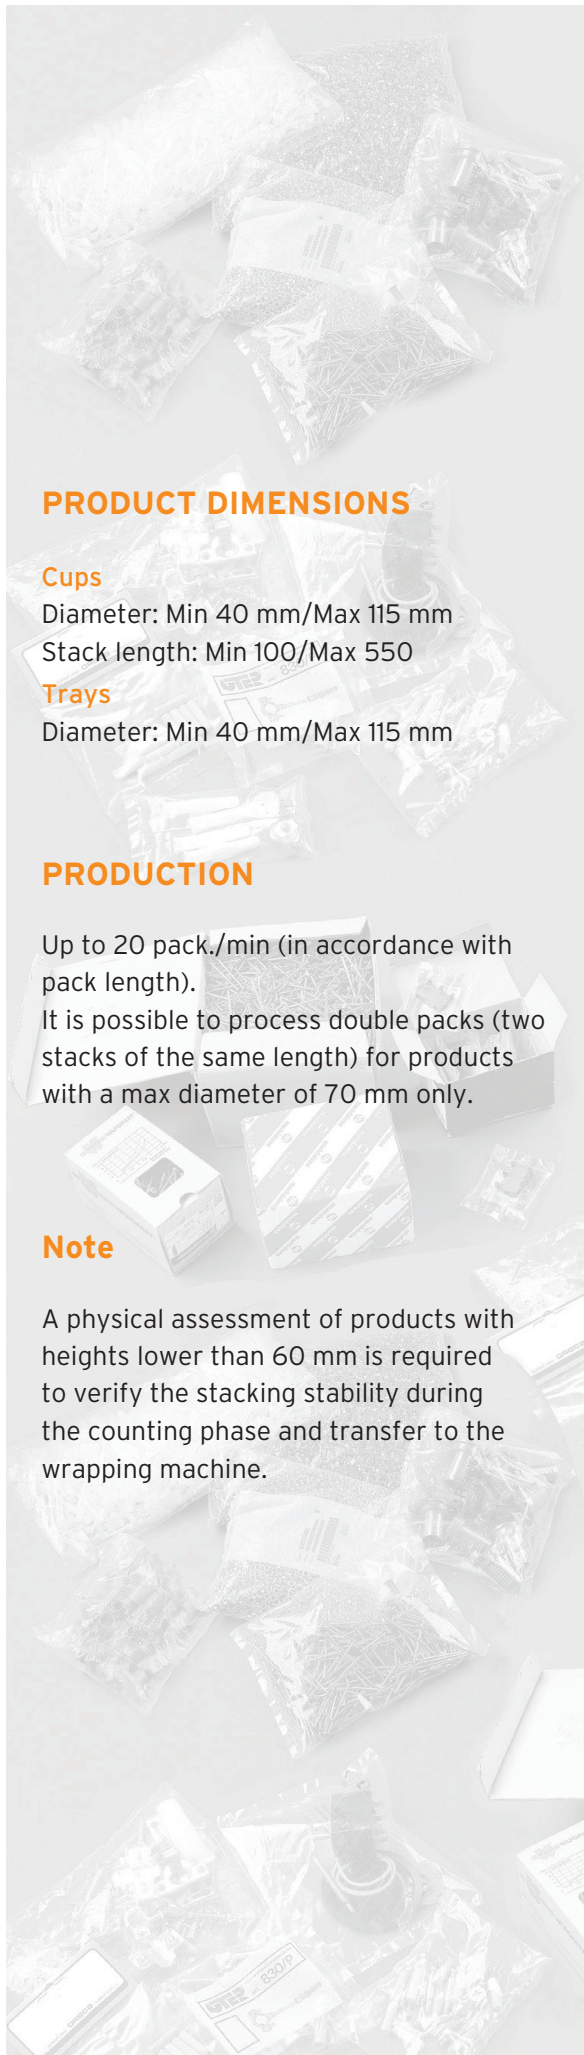 PRODUCT DIMENSIONS
Cups
Diameter: Min 40 mm/Max 115 mm
Stack length: Min 100/Max 550
Trays
Diameter: Min 40 mm/Max 115 mm
PRODUCTION
Up to 20 pack./min (in accordance with
pack length).
It is possible to process double packs (two
stacks of the same length) for products
with a max diameter of 70 mm only.
Note
A physical assessment of products with
heights lower than 60 mm is required
to verify the stacking stability during
the counting phase and transfer to the
wrapping machine.
830/P